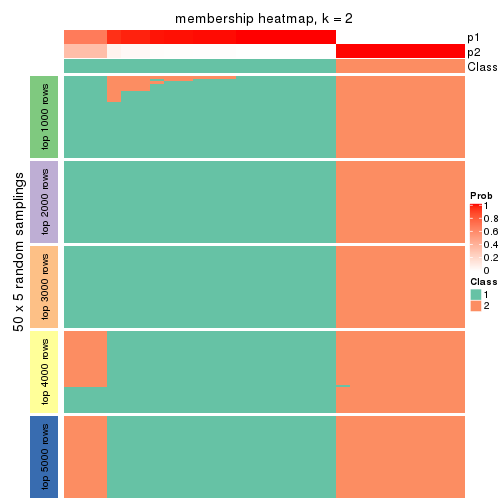 membership heatmap, k = 2
p1
p2
Class
50 x 5 random samplings
top 1000 rows
top 2000 rows
top 3000 rows
top 4000 rows
top 5000 rows
Prob
1
0.8
0.6
0.4
0.2
0
Class
1
2